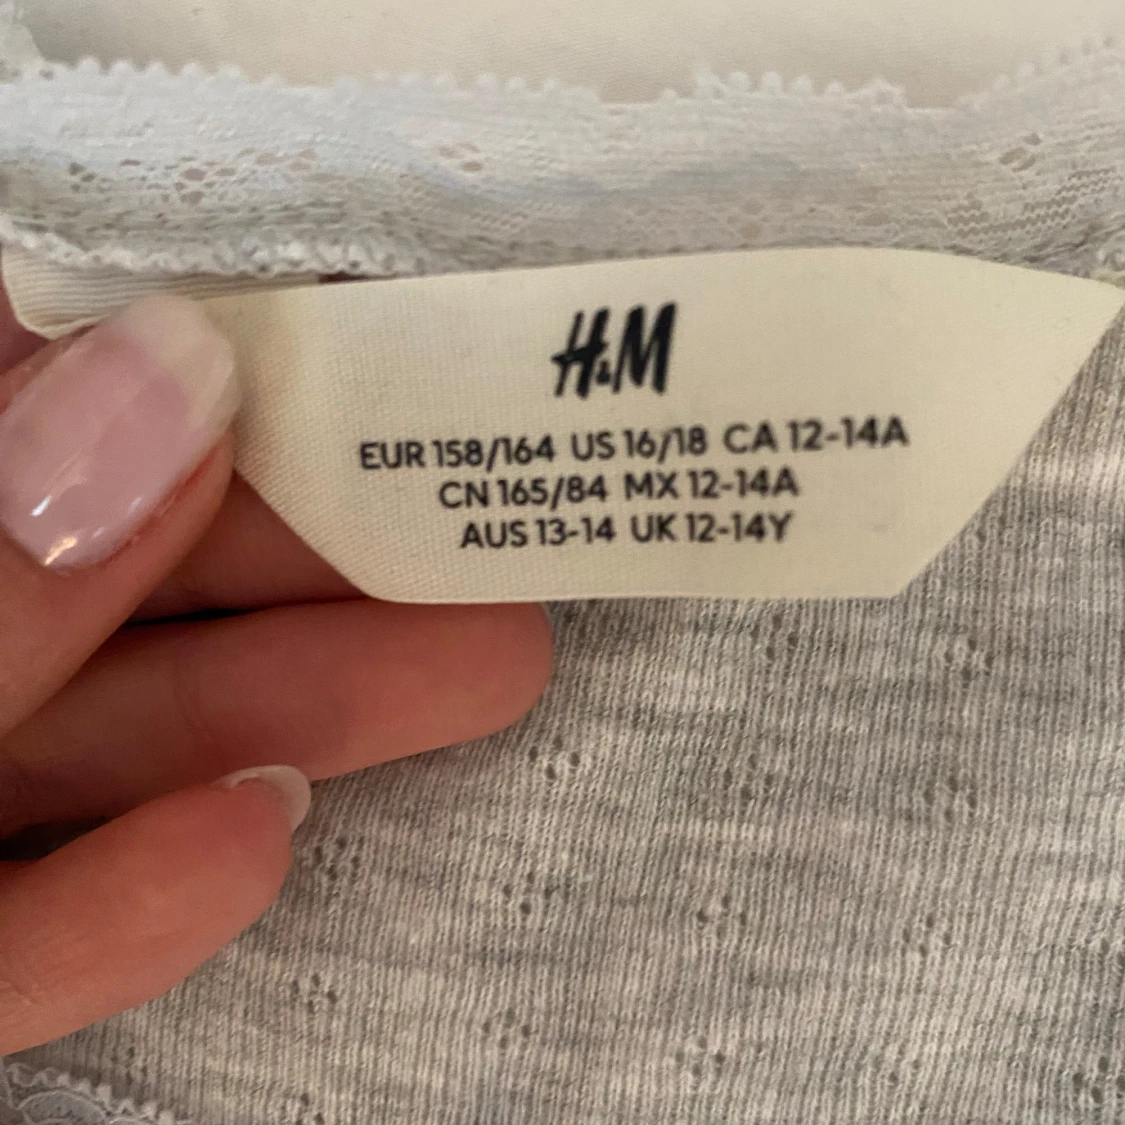 H&M
EUR 158/164 US 16/18 CA 12-14A
CN 165/84 MX 12-14A
AUS 13-14 UK 12-14Y